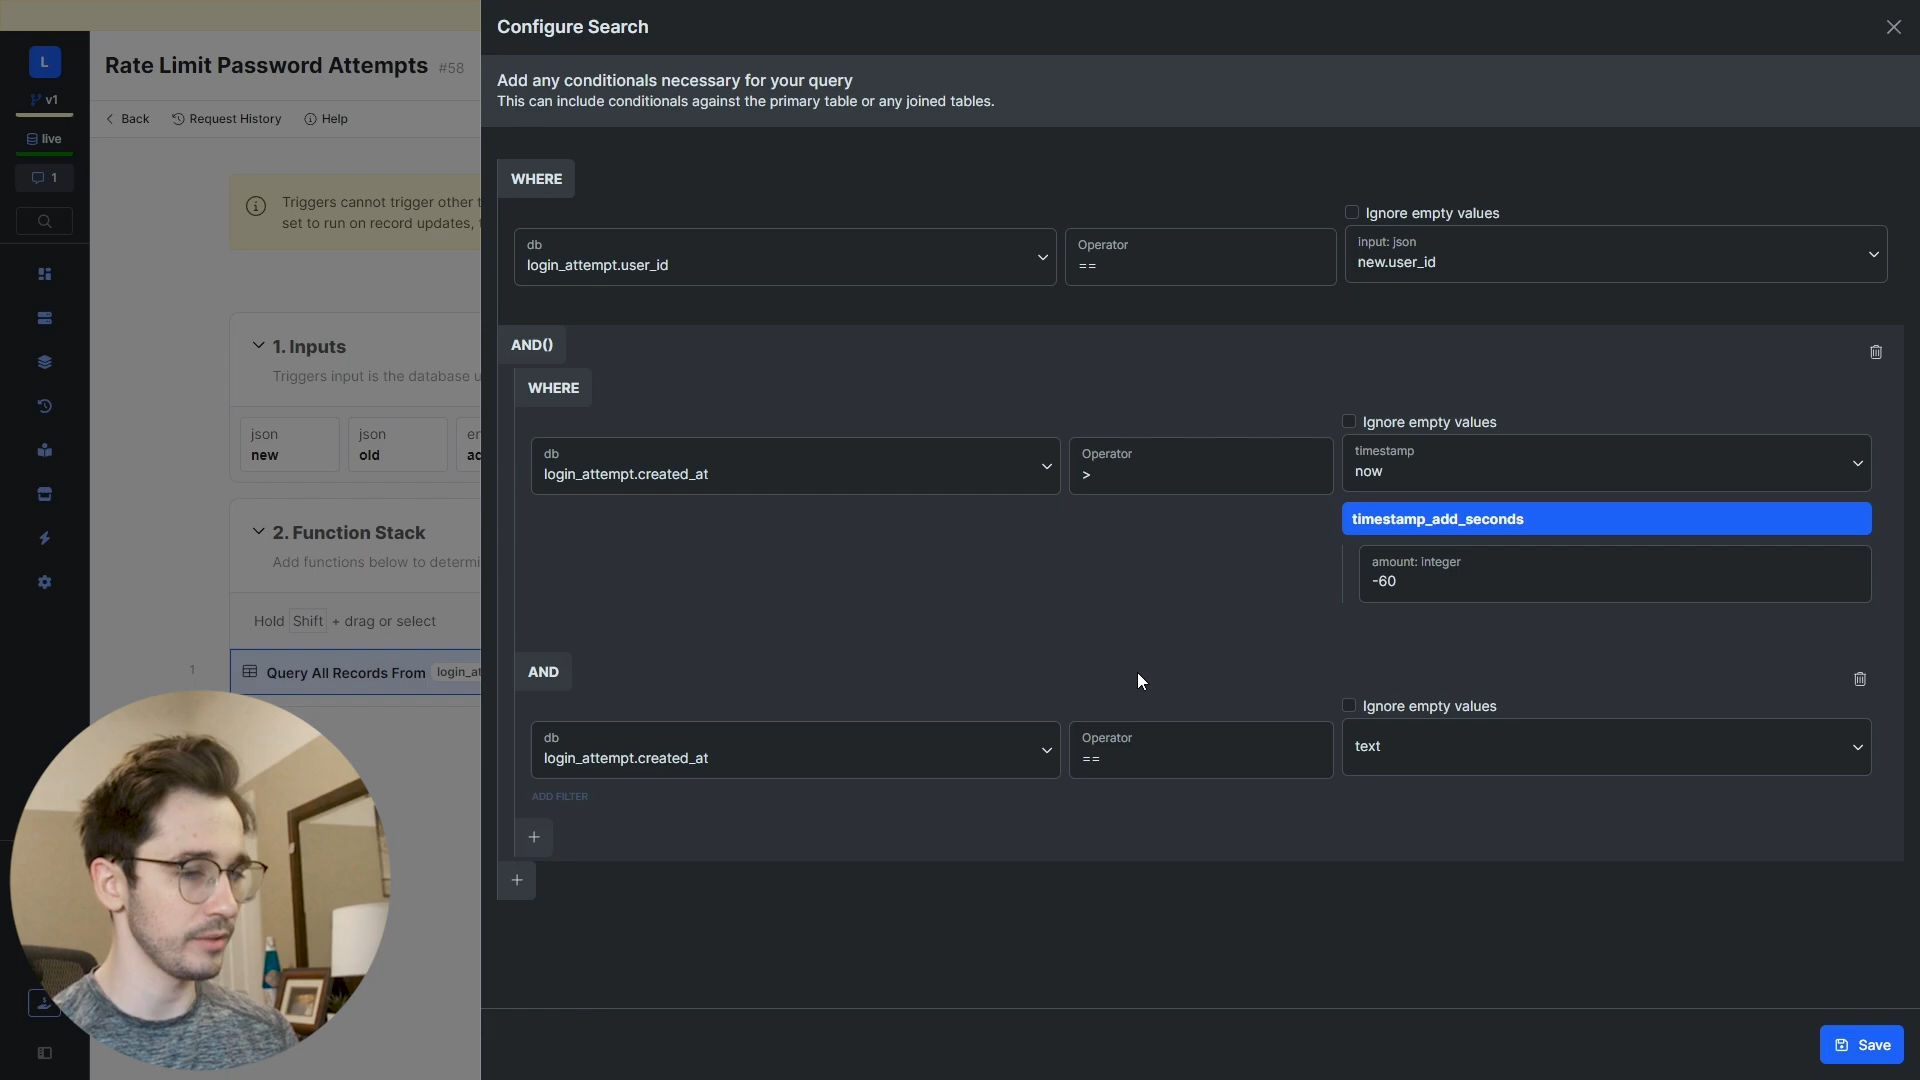 Configure Search
L
Rate Limit Password Attempts #58
Add any conditionals necessary for your query
This can include conditionals against the primary table or any joined tables.
v1
Back
Request History
Help
live
1
WHERE
Triggers cannot trigger other
set to run on record updates,
Ignore empty values
db
login_attempt.user_id
Operator
==
input: json
new.user_id
AND()
1. Inputs
Triggers input is the database
WHERE
Ignore empty values
json
new
json
old
db
login_attempt.created_at
Operator
>
timestamp
now
timestamp_add_seconds
2. Function Stack
Add functions below to
amount: integer
-60
Hold Shift + drag or select
1
Query All Records From
AND
Ignore empty values
db
login_attempt.created_at
Operator
==
text
ADD FILTER
+
+
Save